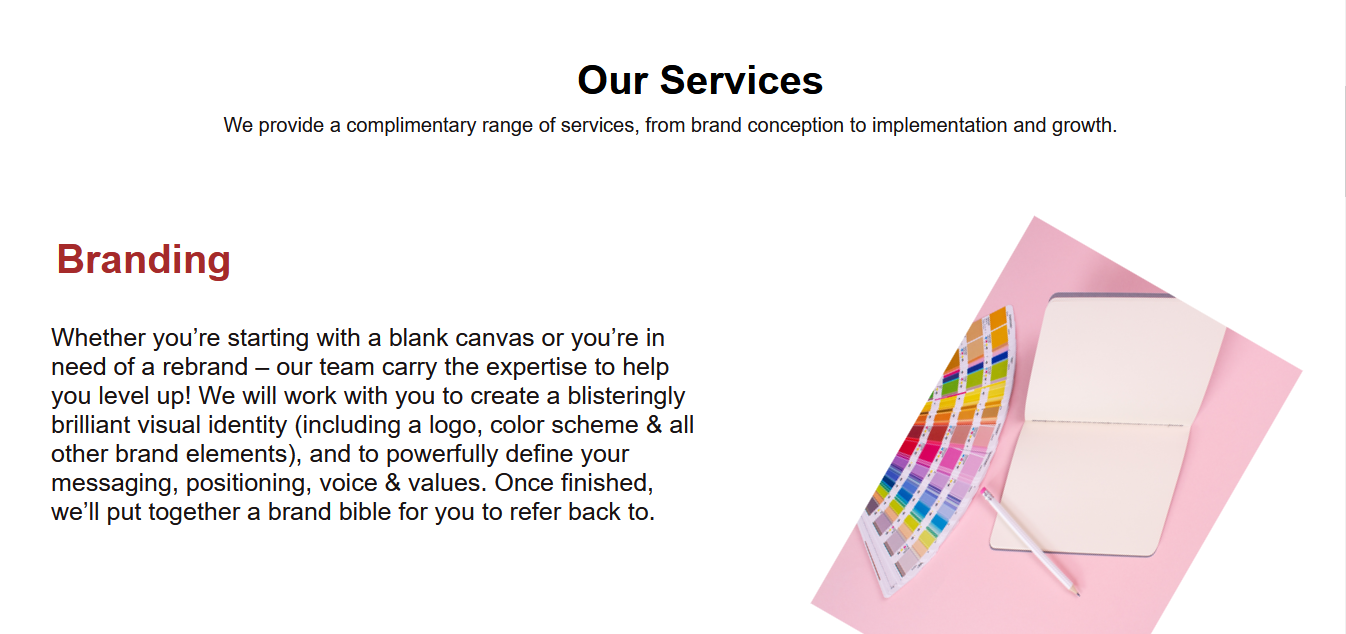 Our Services
We provide a complimentary range of services, from brand conception to implementation and growth.
Branding
Whether you’re starting with a blank canvas or you’re in
need of a rebrand – our team carry the expertise to help
you level up! We will work with you to create a blisteringly
brilliant visual identity (including a logo, color scheme & all
other brand elements), and to powerfully define your
messaging, positioning, voice & values. Once finished,
we’ll put together a brand bible for you to refer back to.